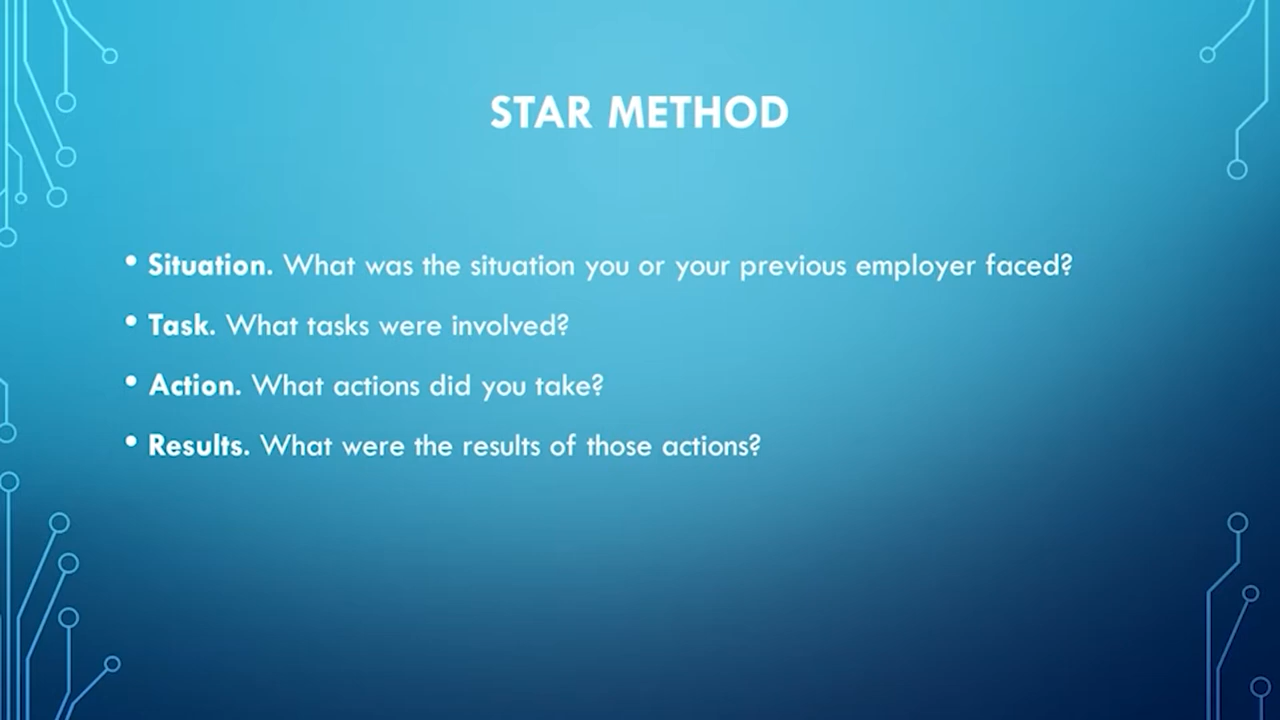 STAR METHOD
• Situation. What was the situation you or your previous employer faced?
• Task. What tasks were involved?
• Action. What actions did you take?
• Results. What were the results of those actions?